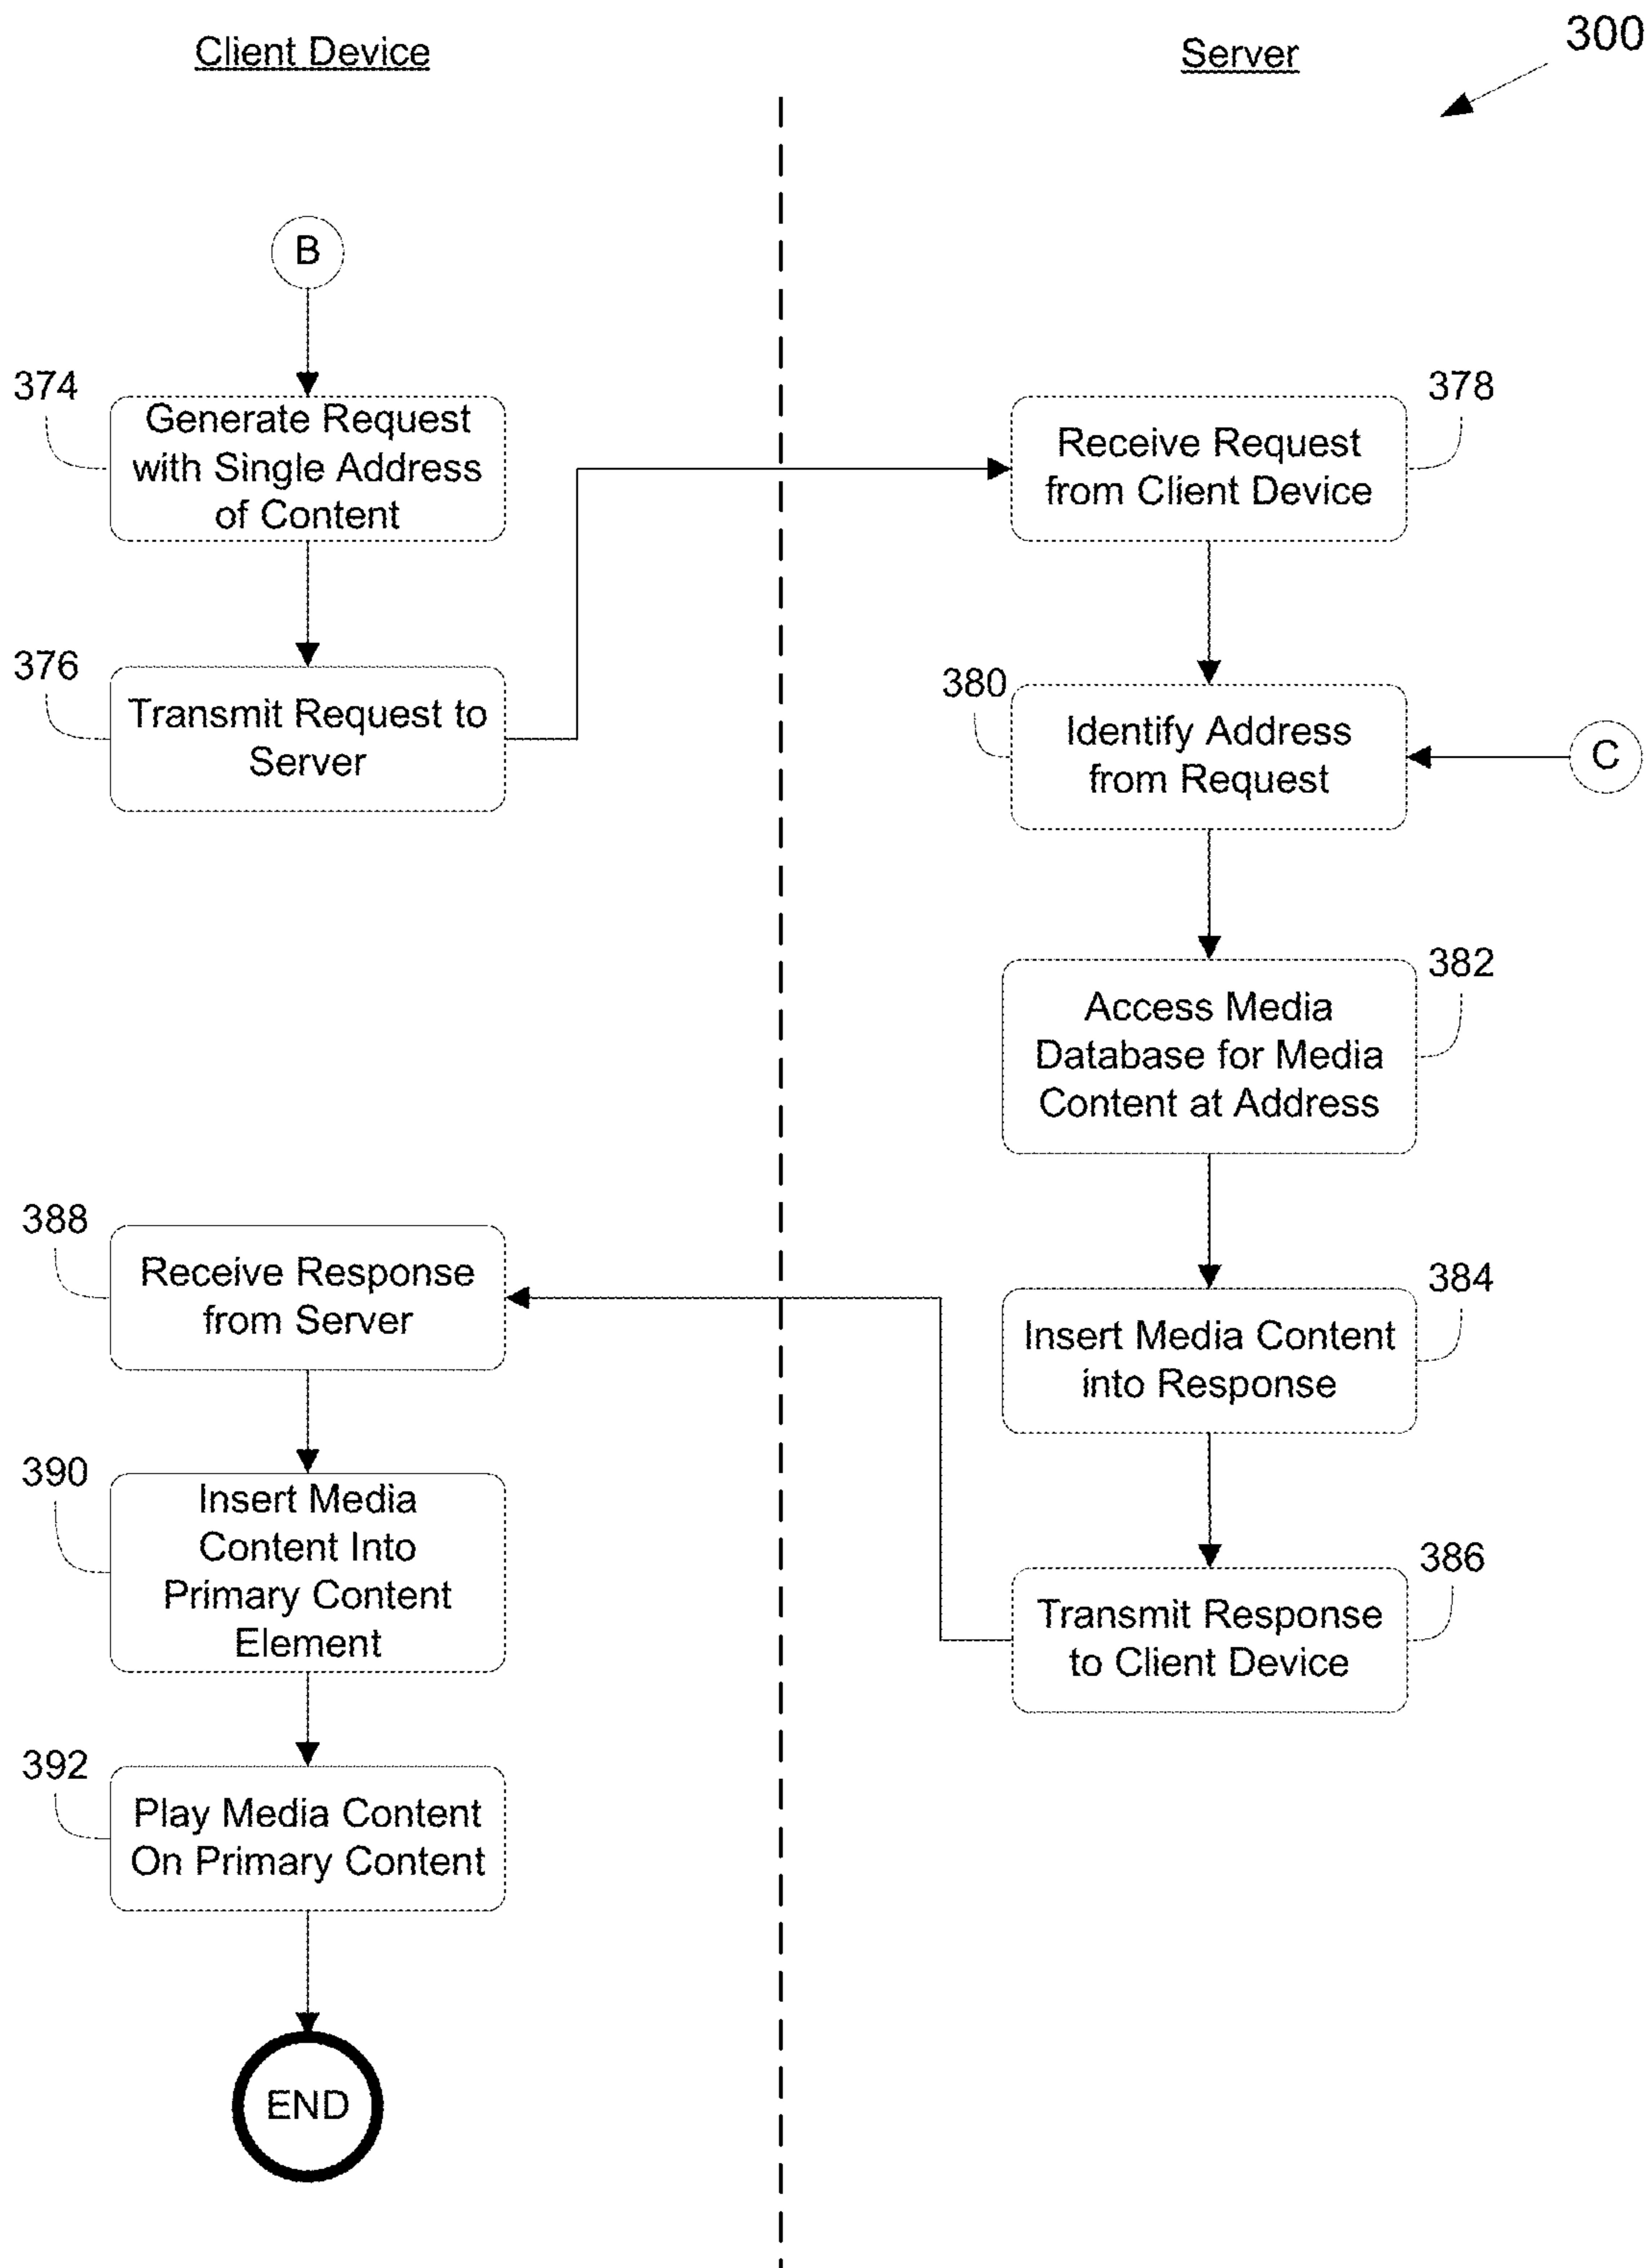 300
Client Device
Server
B
374
Generate Request
with Single Address
of Content
376
Transmit Request to
Server
378
Receive Request
from Client Device
380
Identify Address
from Request
C
382
Access Media
Database for Media
Content at Address
384
Insert Media Content
into Response
386
Transmit Response
to Client Device
388
Receive Response
from Server
390
Insert Media
Content Into
Primary Content
Element
392
Play Media Content
On Primary Content
END